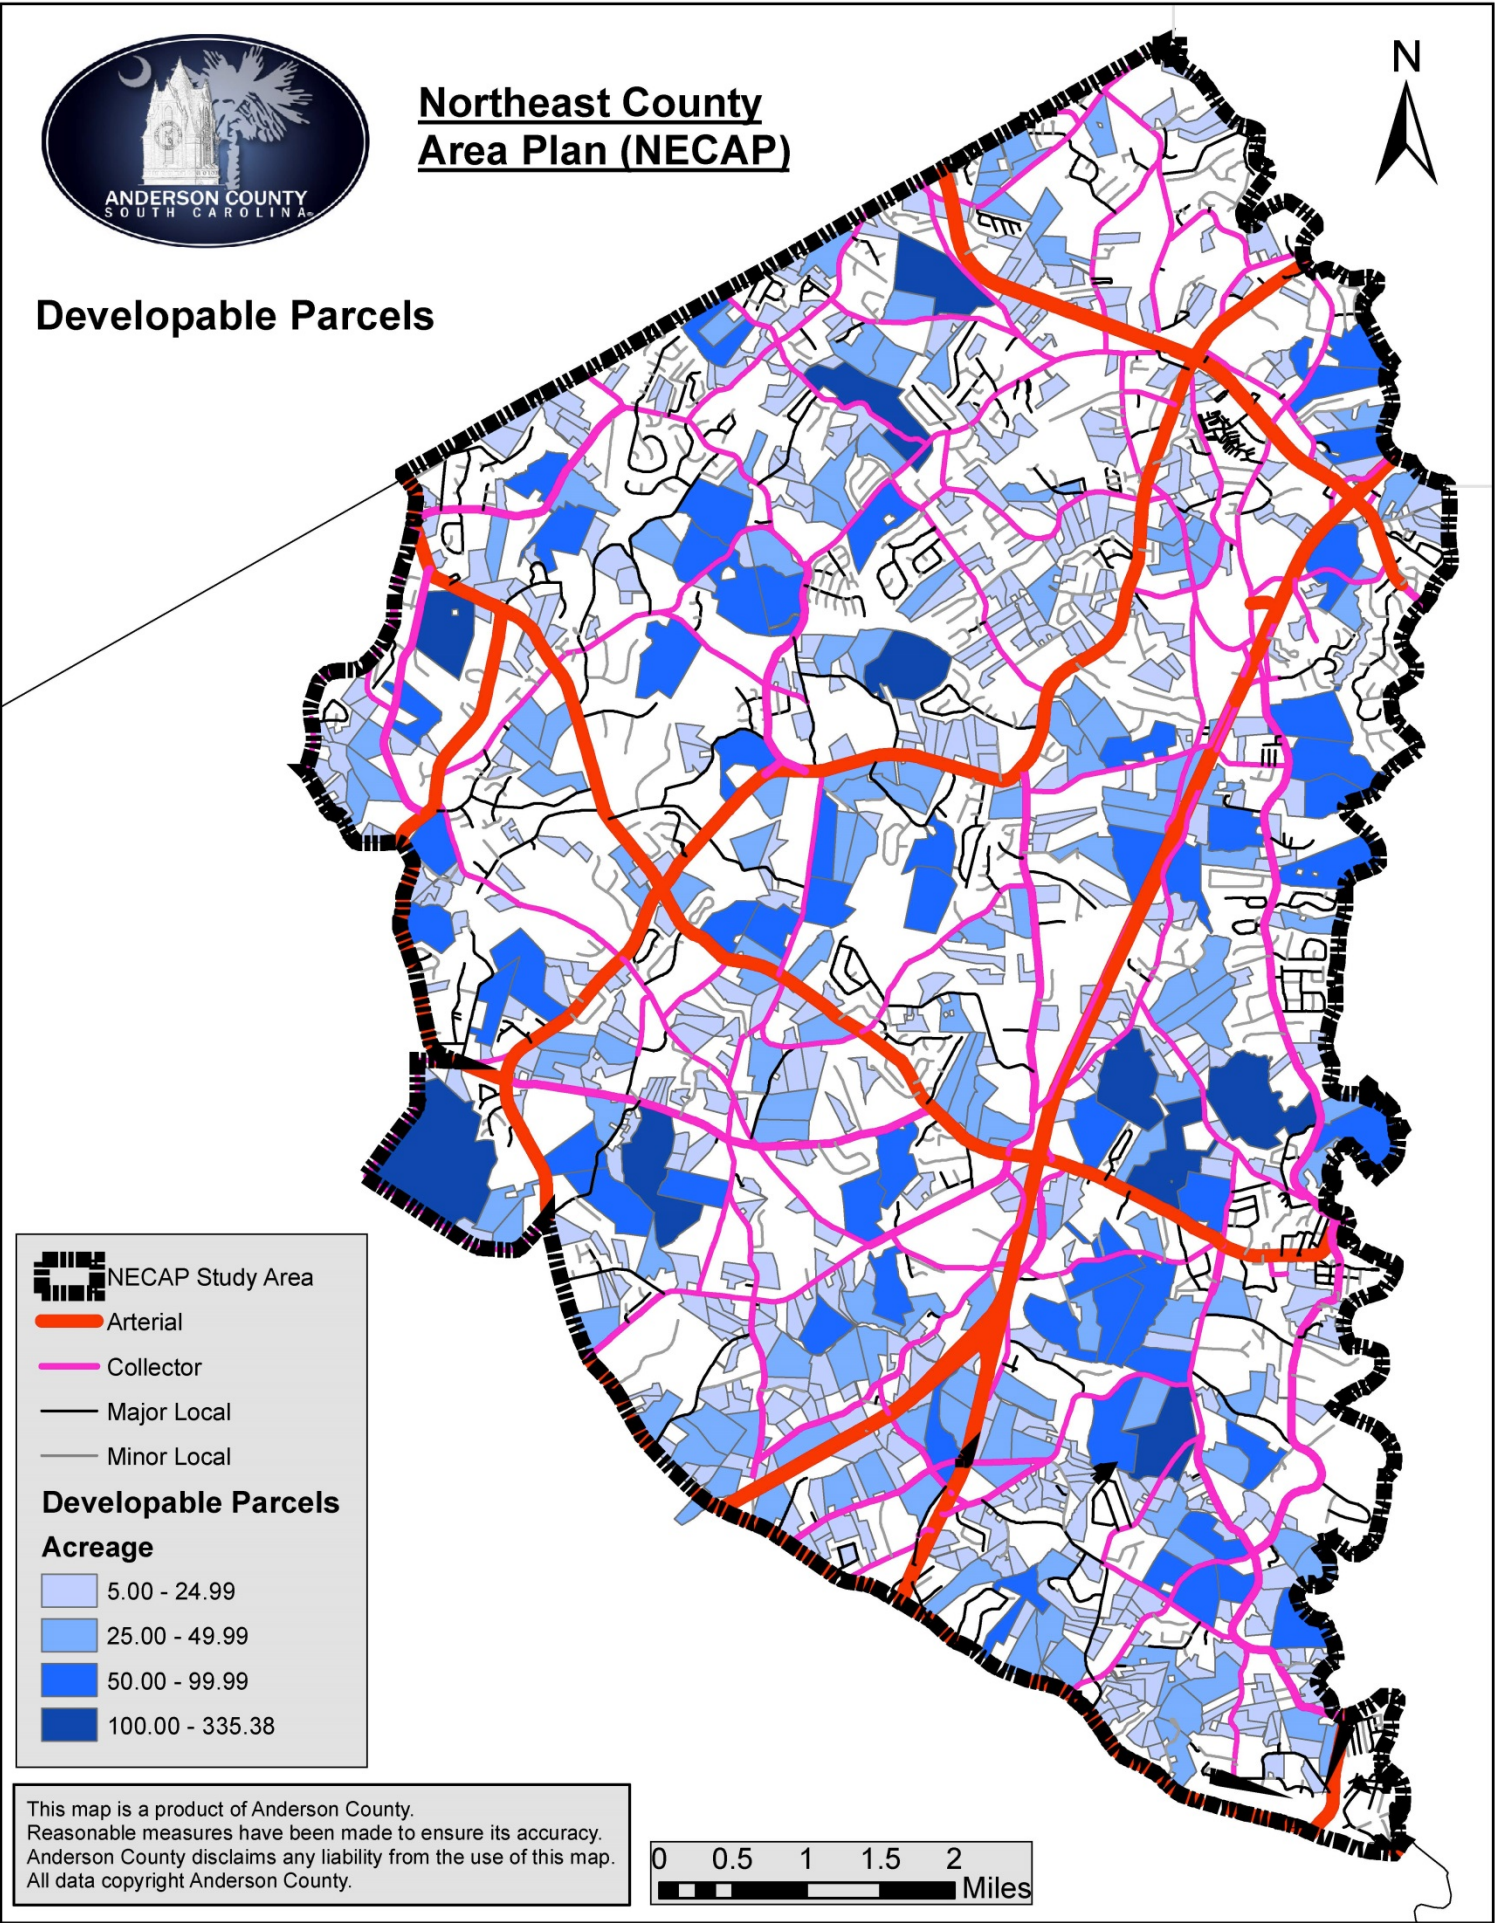 ANDERSON COUNTY
SOUTH CAROLINA
Northeast County
Area Plan (NECAP)
N
Developable Parcels
NECAP Study Area
Arterial
Collector
Major Local
Minor Local
Developable Parcels
Acreage
5.00 - 24.99
25.00 - 49.99
50.00 - 99.99
100.00 - 335.38
This map is a product of Anderson County.
Reasonable measures have been made to ensure its accuracy.
Anderson County disclaims any liability from the use of this map.
All data copyright Anderson County.
0 0.5 1 1.5 2
Miles